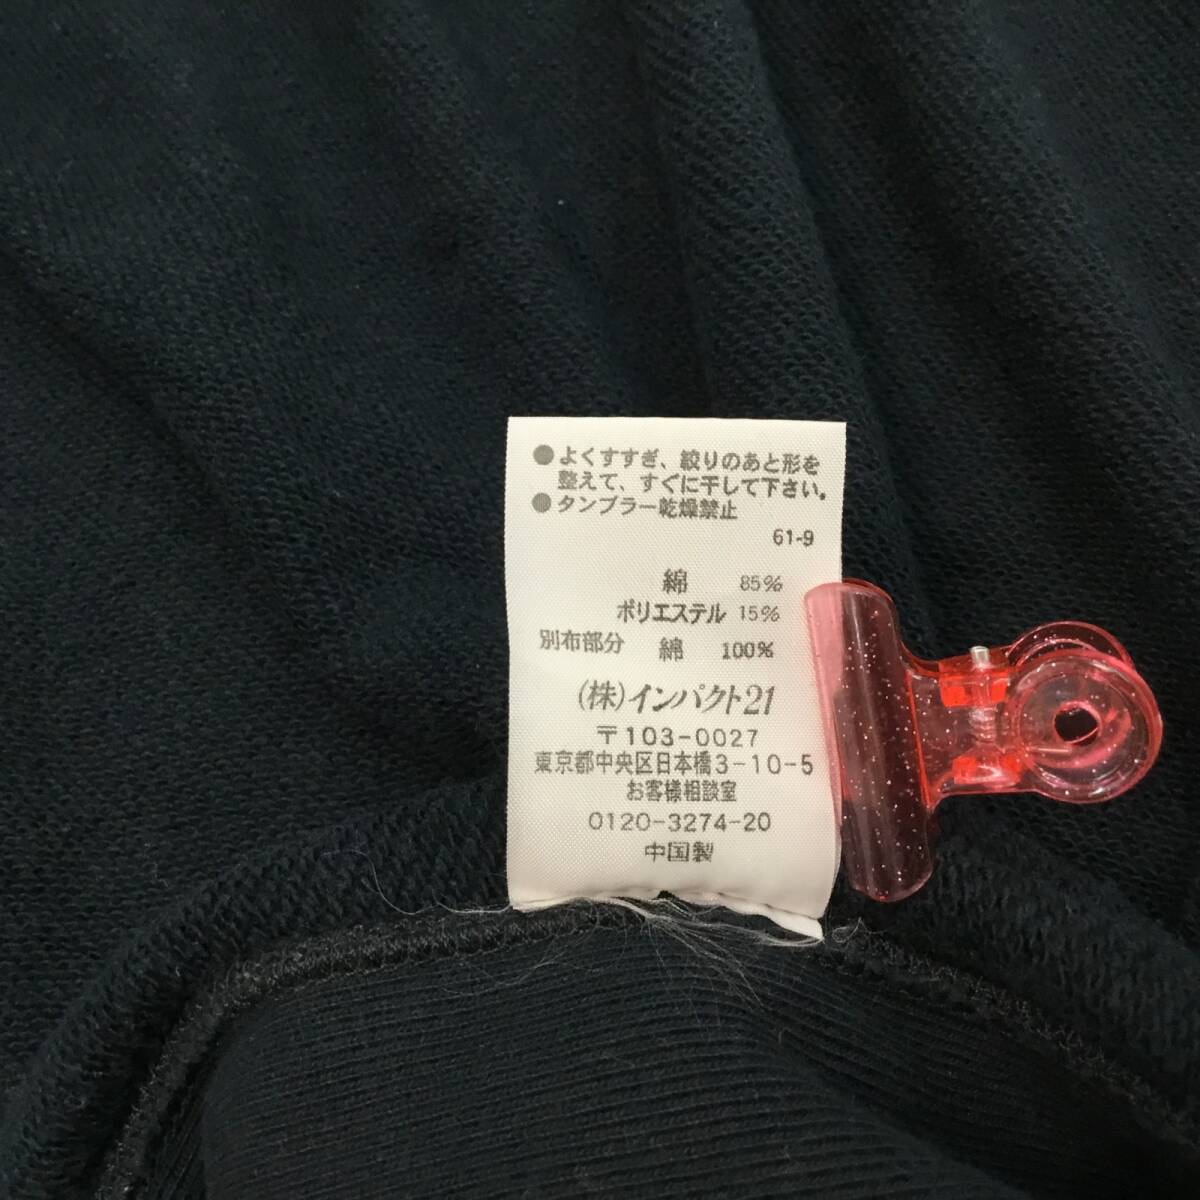 ●よくすすぎ、絞りのあと形を
整えて、すぐに干して下さい。
●タンブラー乾燥禁止
61-9
綿 85%
ポリエステル 15%
別布部分 綿 100%
(株)インパクト21
〒103-0027
東京都中央区日本橋3-10-5
お客様相談室
0120-3274-20
中国製